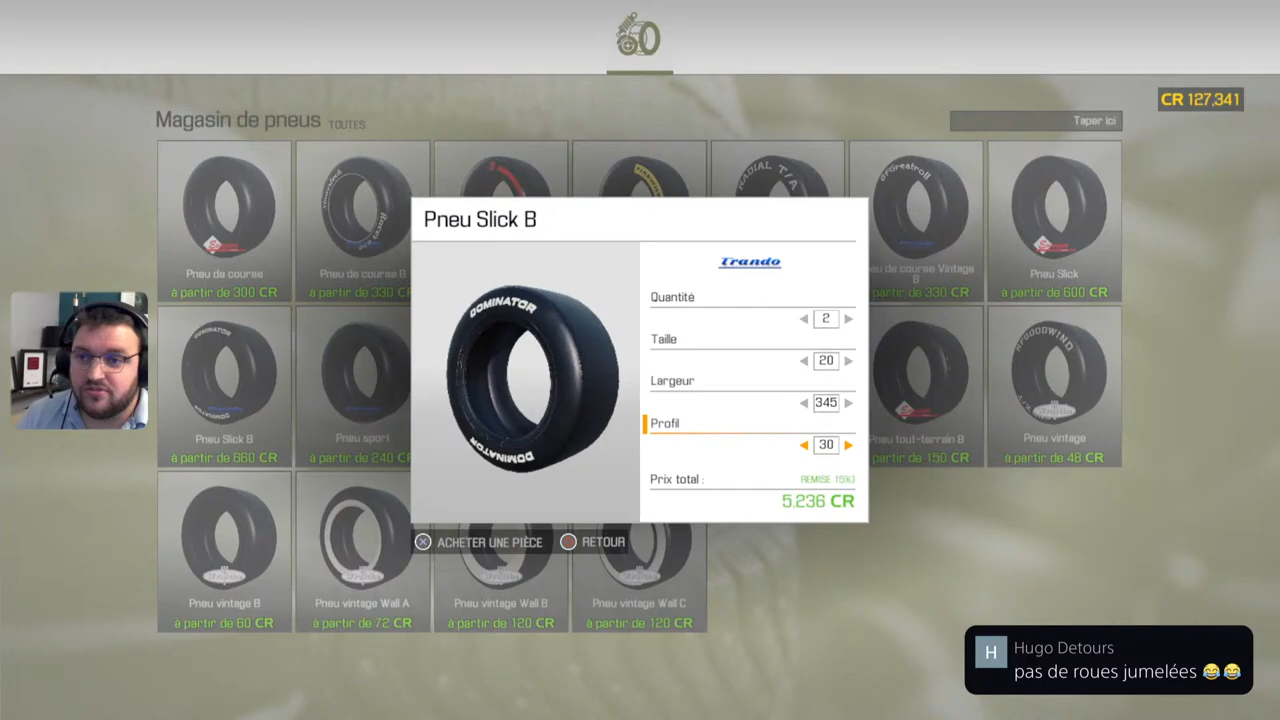 CR 127,341
Magasin de pneus TOUTES
Taper ici
RADIAL T/A
Pneu de course
à partir de 300 CR
Pneu de course B
à partir de 330 CR
de course Vintage B
partir de 330 CR
Pneu Slick
à partir de 600 CR
Pneu Slick B
DOMINATOR
DOMINATOR
Trando
Quantité
2
Taille
20
Largeur
345
Profil
30
Prix total :
REMISE 15%)
5,236 CR
DOMINATOR
DOMINATOR
Pneu Slick B
à partir de 660 CR
Pneu sport
à partir de 240 CR
Pneu tout-terrain B
partir de 150 CR
Pneu vintage
à partir de 48 CR
ACHETER UNE PIÈCE
RETOUR
Pneu vintage B
à partir de 60 CR
Pneu vintage Wall A
à partir de 72 CR
Pneu vintage Wall B
à partir de 120 CR
Pneu vintage Wall C
à partir de 120 CR
H
Hugo Detours
pas de roues jumelées 😂😂